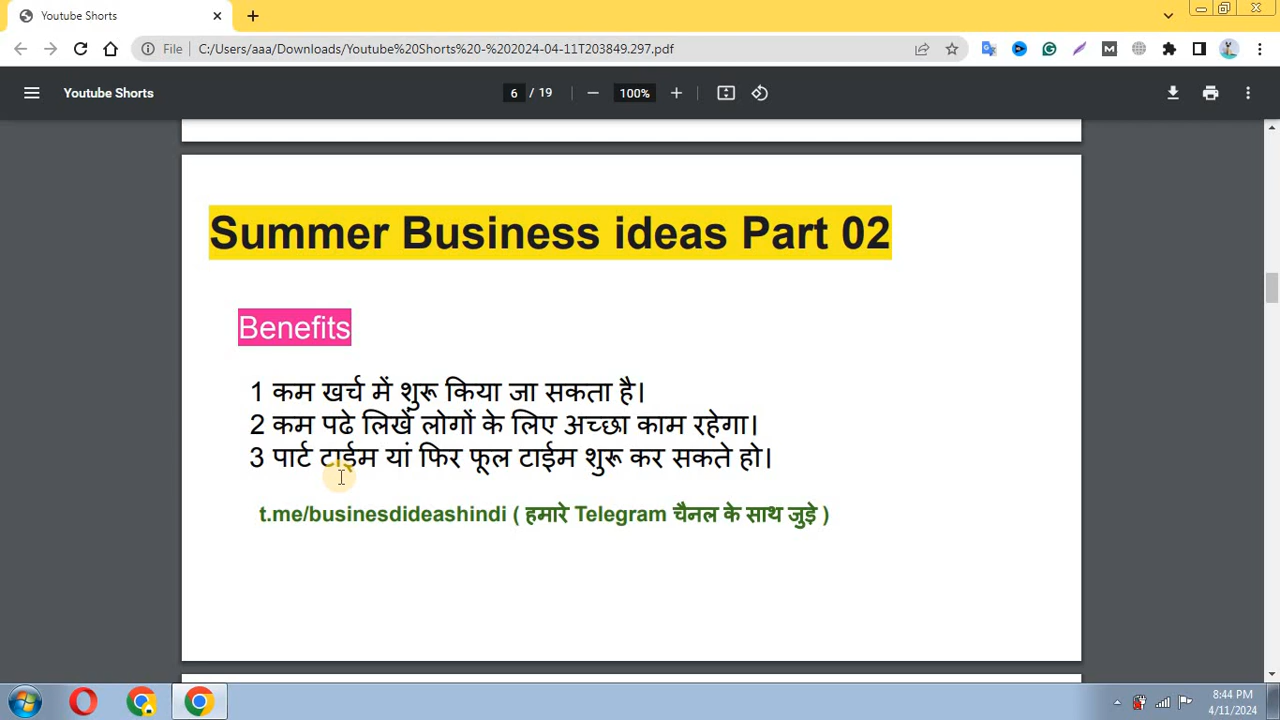 Youtube Shorts
File
C:/Users/aaa/Downloads/Youtube%20Shorts%20-%202024-04-11T203849.297.pdf
Youtube Shorts
6 / 19
100%
Summer Business ideas Part 02
Benefits
1 कम खर्च में शुरू किया जा सकता है।
2 कम पढे लिखें लोगों के लिए अच्छा काम रहेगा।
3 पार्ट टाईम यां फिर फूल टाईम शुरू कर सकते हो।
t.me/businesdideashindi ( हमारे Telegram चैनल के साथ जुड़े )
8:44 PM
4/11/2024